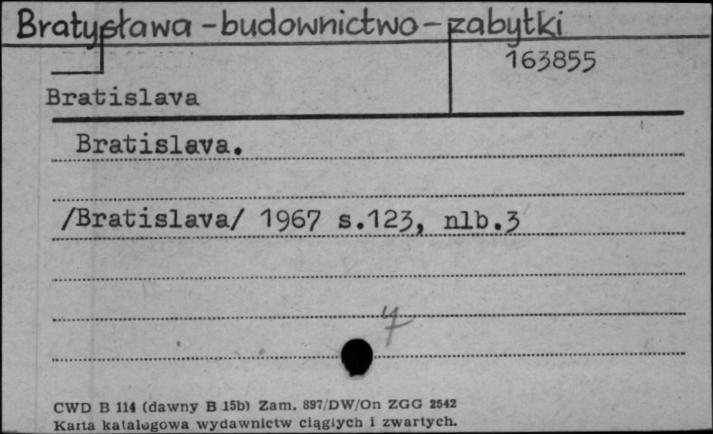 Bratysława - budownictwo - zabytki
163855
Bratislava
Bratislava.
/Bratislava/ 1967 s.123, nlb.3
CWD B 114 (dawny B 15b) Zam. 897/DW/On ZGG 2542
Karta katalogowa wydawnictw ciągłych i zwartych.